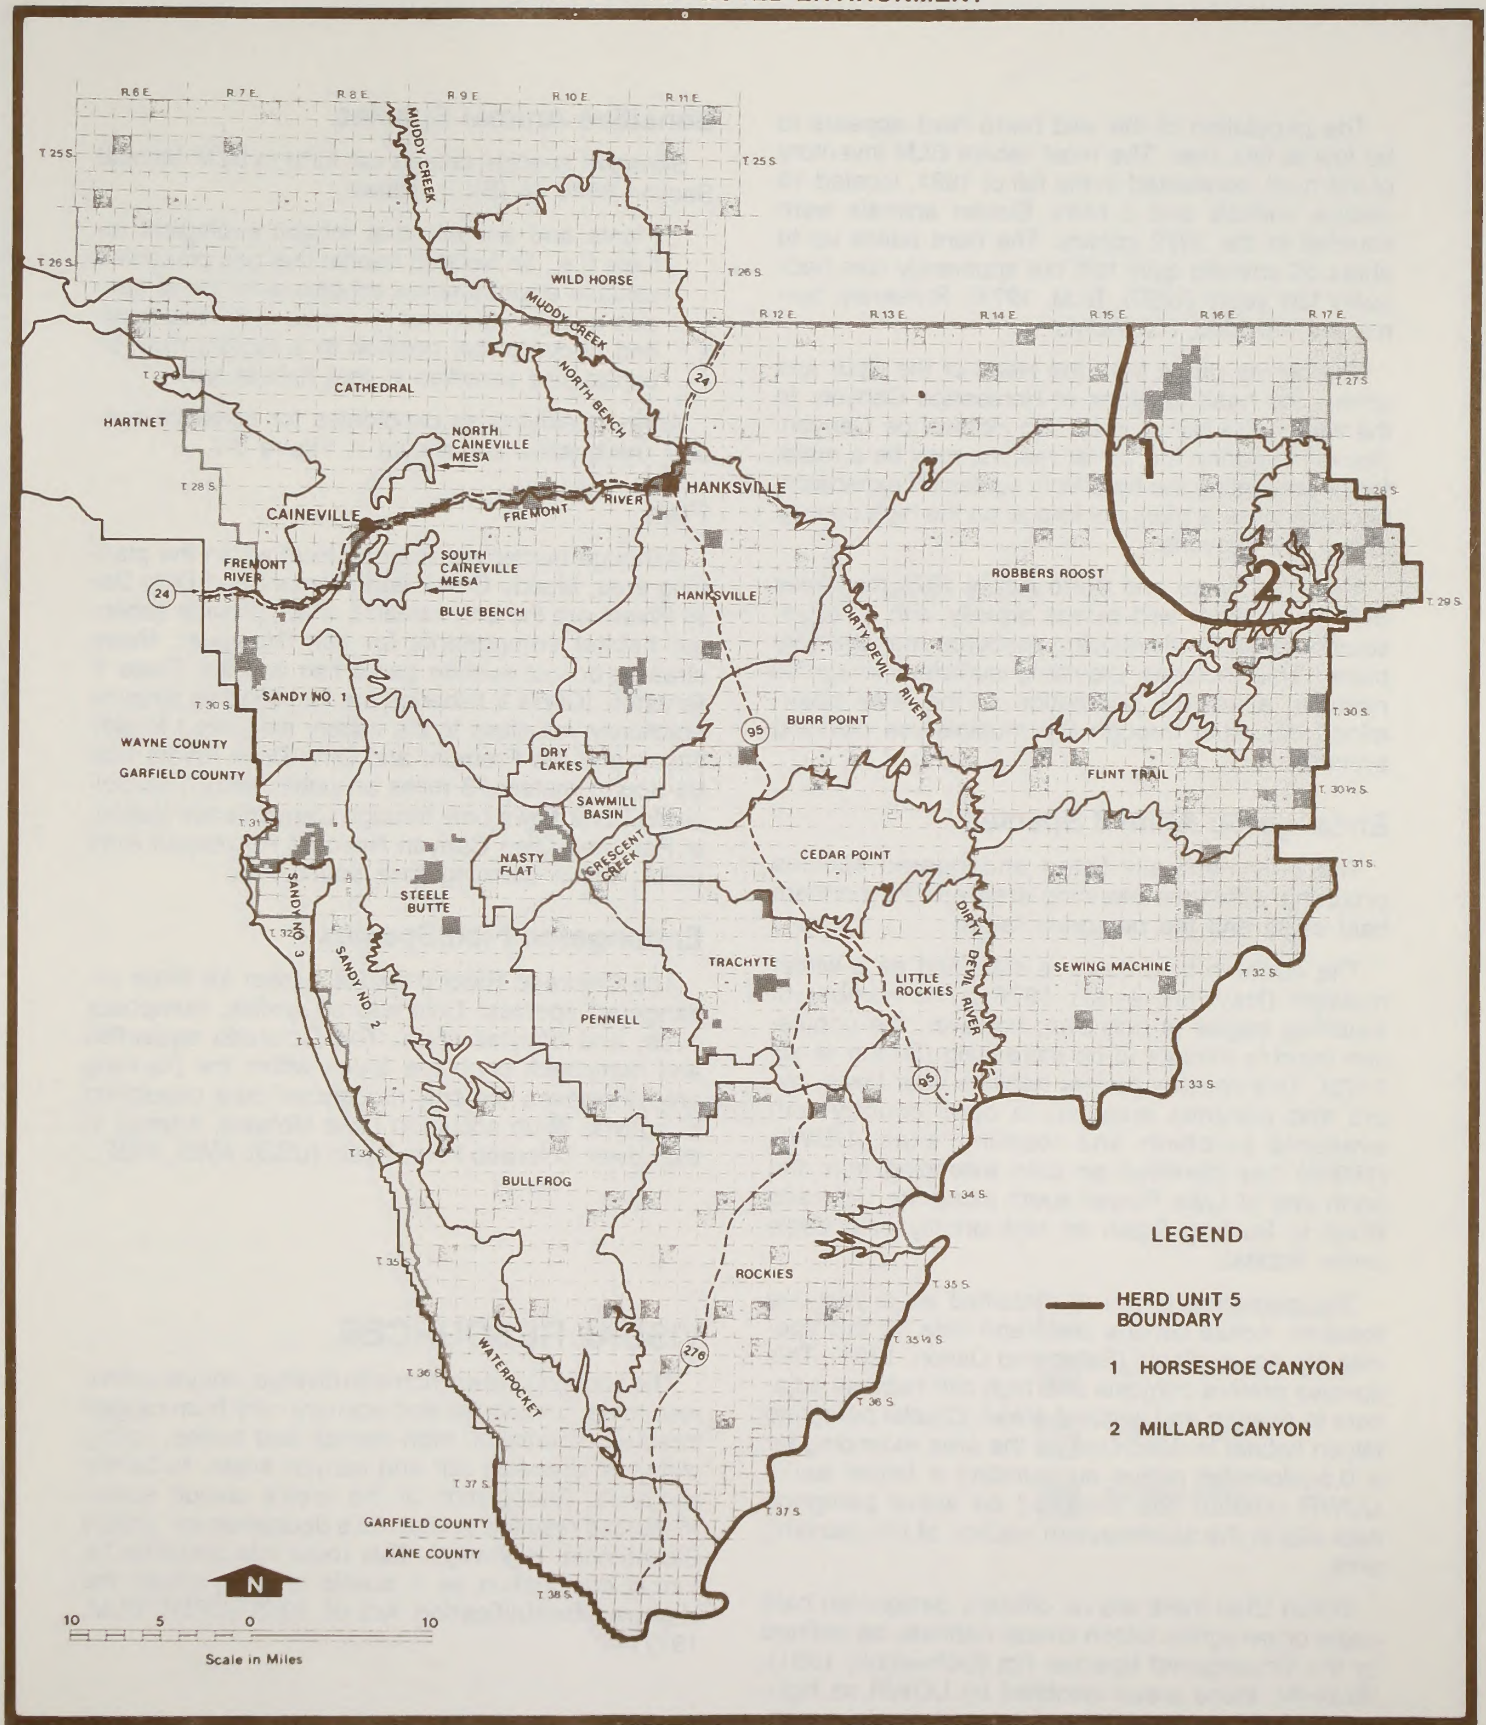 R.6 E.
R.7 E.
R.8 E.
R.9 E.
R.10 E.
R.11 E.
T 25 S.
T 25 S.
MUDDY CREEK
T 26 S.
T 26 S.
WILD HORSE
MUDDY CREEK
R. 12 E.
R. 13 E.
R. 14 E.
R. 15 E.
R. 16 E.
R. 17 E.
24
T 27 S.
CATHEDRAL
NORTH BENCH
HARTNET
NORTH
CAINEVILLE
MESA
1
T 28 S.
T 28 S.
HANKSVILLE
CAINEVILLE
FREMONT
RIVER
FREMONT
RIVER
SOUTH
CAINEVILLE
MESA
BLUE BENCH
24
HANKSVILLE
ROBBERS ROOST
2
T 29 S.
DIRTY DEVIL RIVER
SANDY NO. 1
T. 30 S.
T. 30 S.
WAYNE COUNTY
GARFIELD COUNTY
BURR POINT
95
DRY
LAKES
FLINT TRAIL
T 30½ S.
SAWMILL
BASIN
T. 31
NASTY
FLAT
CRESCENT
CREEK
CEDAR POINT
T. 31 S.
SANDY NO. 3
STEELE
BUTTE
T. 32
SANDY NO. 2
DIRTY DEVIL RIVER
TRACHYTE
LITTLE
ROCKIES
SEWING MACHINE
T. 32 S.
PENNELL
T. 33 S.
95
T. 33 S.
T. 34 S.
BULLFROG
T. 34 S.
LEGEND
T. 35 S.
ROCKIES
T. 35 S.
HERD UNIT 5
BOUNDARY
T. 35½ S.
276
1 HORSESHOE CANYON
T. 36 S.
WATERPOCKET
T. 36 S.
2 MILLARD CANYON
T. 37 S.
T. 37 S.
GARFIELD COUNTY
KANE COUNTY
N
T. 38 S.
10 5 0 10
Scale in Miles